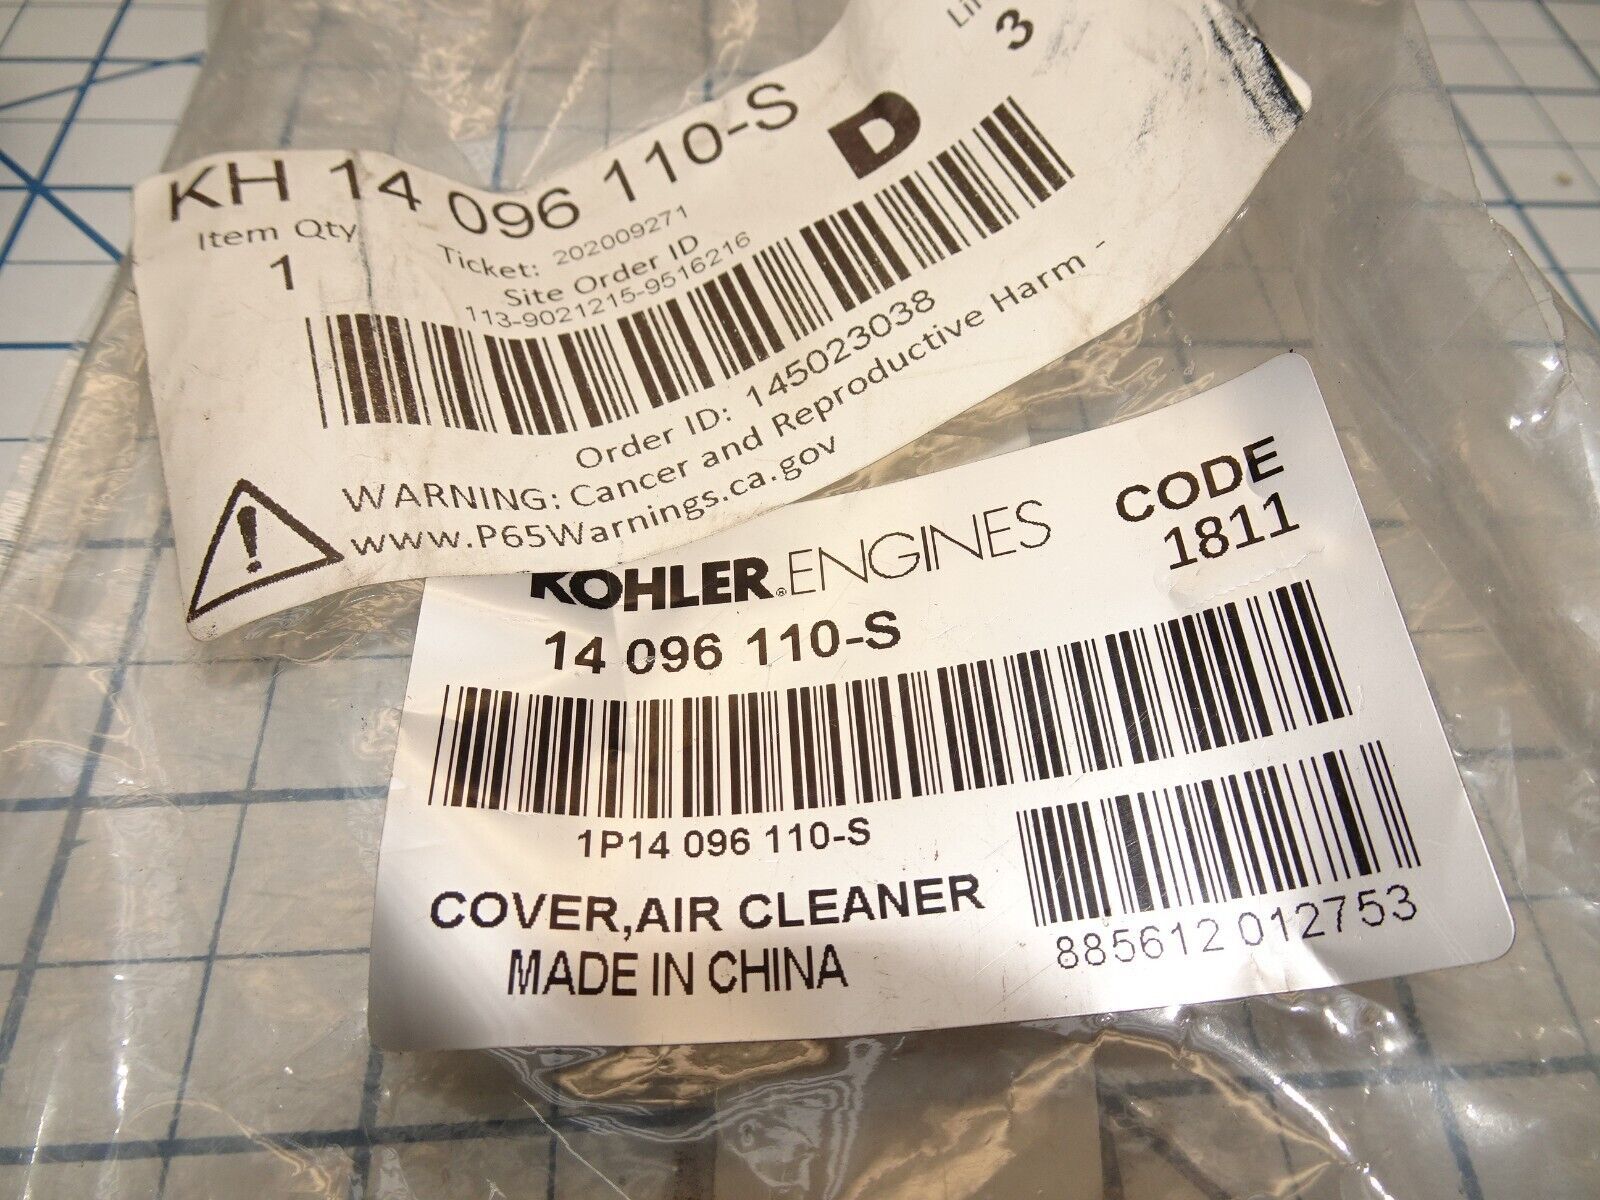 3
KH 14 096 110-S
D
Item Qty
1
Ticket: 202009271
Site Order ID
113-9021215-9516216
Order ID: 145023038
WARNING: Cancer and Reproductive Harm -
www.P65Warnings.ca.gov
KOHLER® ENGINES
CODE
1811
14 096 110-S
1P14 096 110-S
COVER,AIR CLEANER
MADE IN CHINA
885612 012753